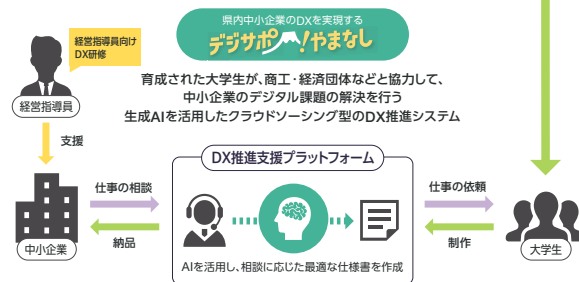 県内中小企業のDXを実現する
デジサポ!やまなし
経営指導員向け
DX研修
育成された大学生が、商工・経済団体などと協力して、
中小企業のデジタル課題の解決を行う
生成AIを活用したクラウドソーシング型のDX推進システム
経営指導員
支援
DX推進支援プラットフォーム
仕事の相談
仕事の依頼
納品
制作
中小企業
大学生
AIを活用し、相談に応じた最適な仕様書を作成